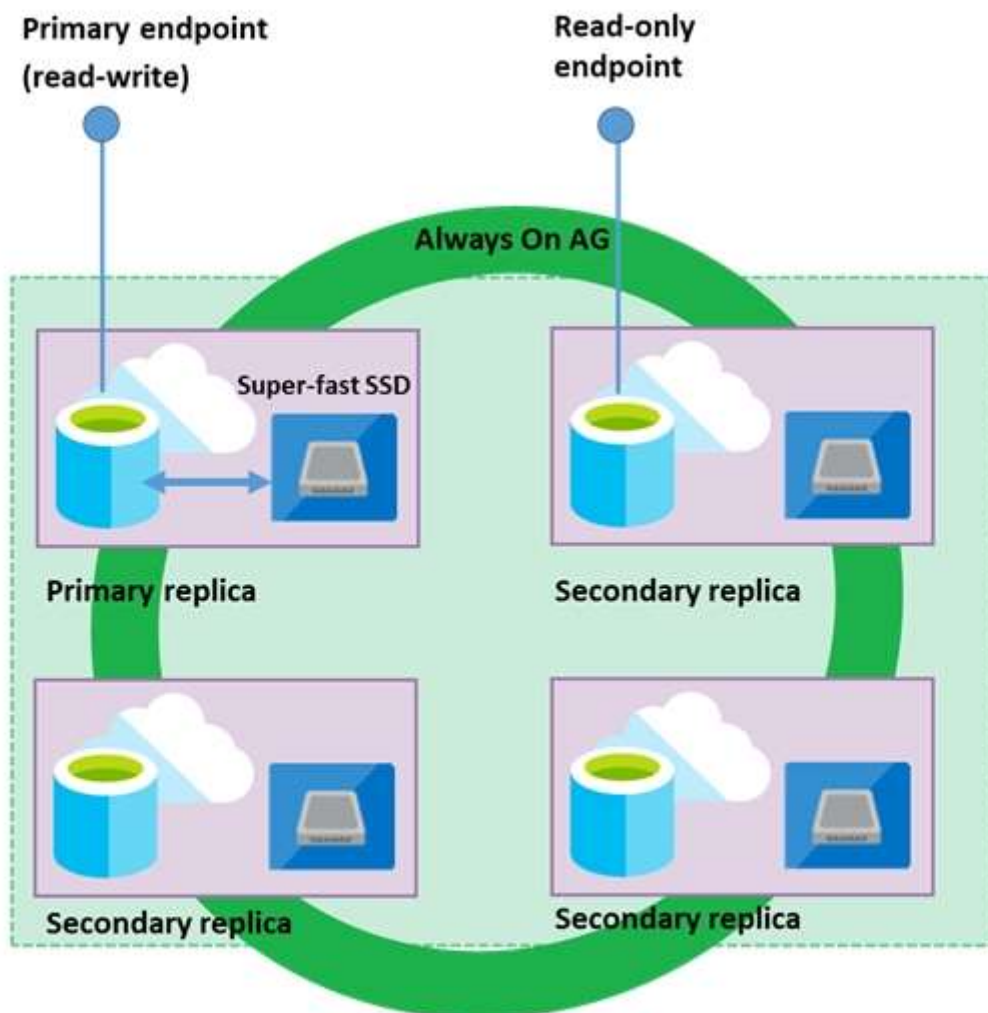 Primary endpoint
(read-write)
Read-only
endpoint
Always On AG
Super-fast SSD
Primary replica
Secondary replica
Secondary replica
Secondary replica